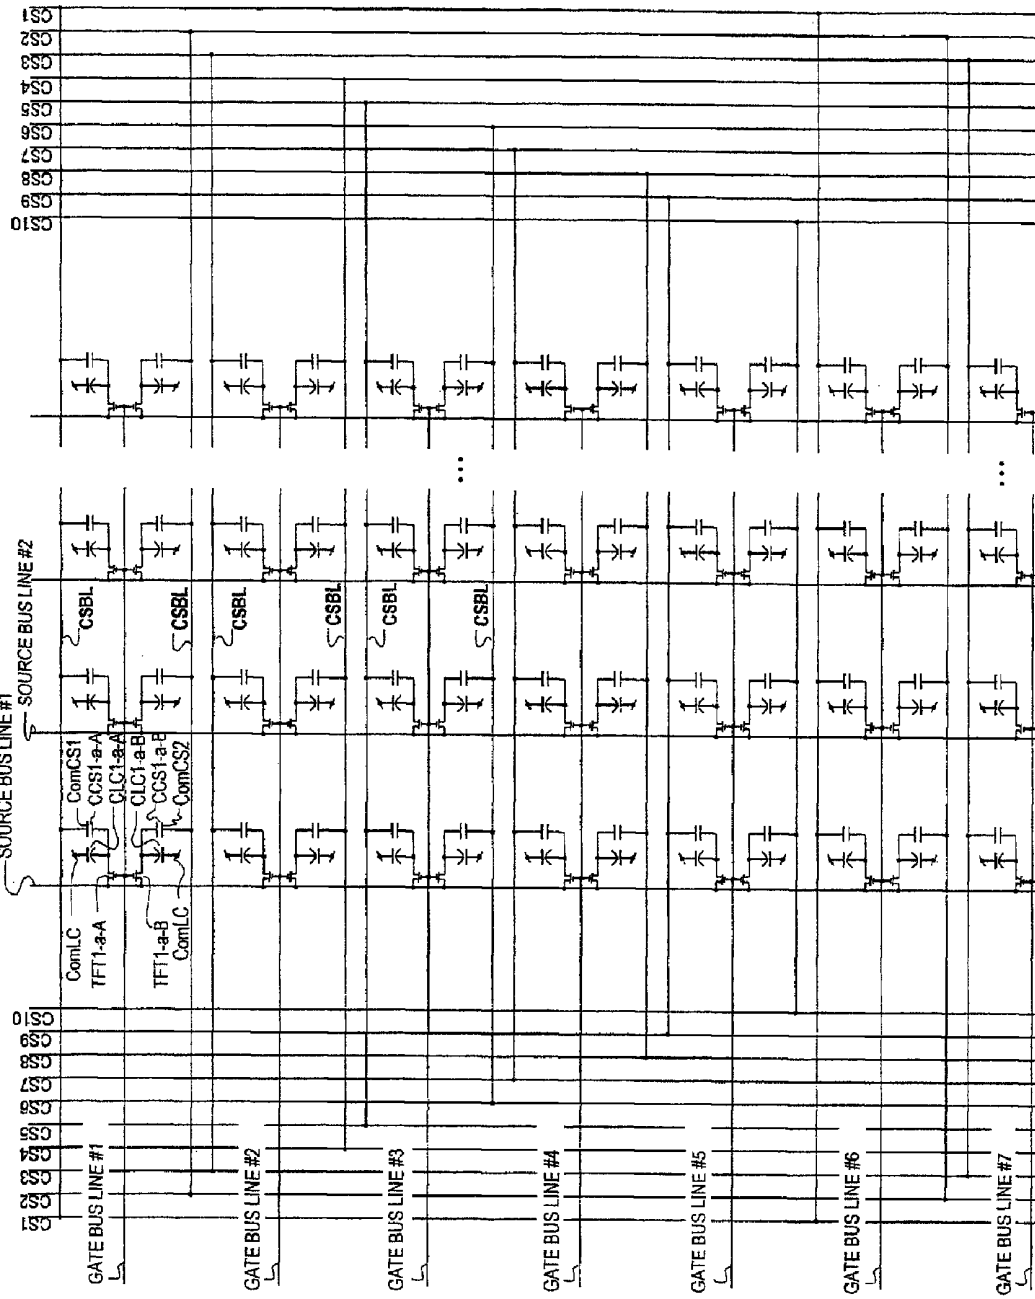 CS1
CS2
CS3
CS4
CS5
CS6
CS7
CS8
CS9
CS10
...
...
SOURCE BUS LINE #1
SOURCE BUS LINE #2
CSBL
CSBL
CSBL
CSBL
CSBL
CSBL
ComCS1
CCS1-a-A
CLC1-a-A
CLC1-a-B
CCS1-a-B
ComCS2
ComLC
TFT1-a-A
TFT1-a-B
ComLC
CS10
CS9
CS8
CS7
CS6
CS5
CS4
CS3
CS2
CS1
GATE BUS LINE #1
GATE BUS LINE #2
GATE BUS LINE #3
GATE BUS LINE #4
GATE BUS LINE #5
GATE BUS LINE #6
GATE BUS LINE #7